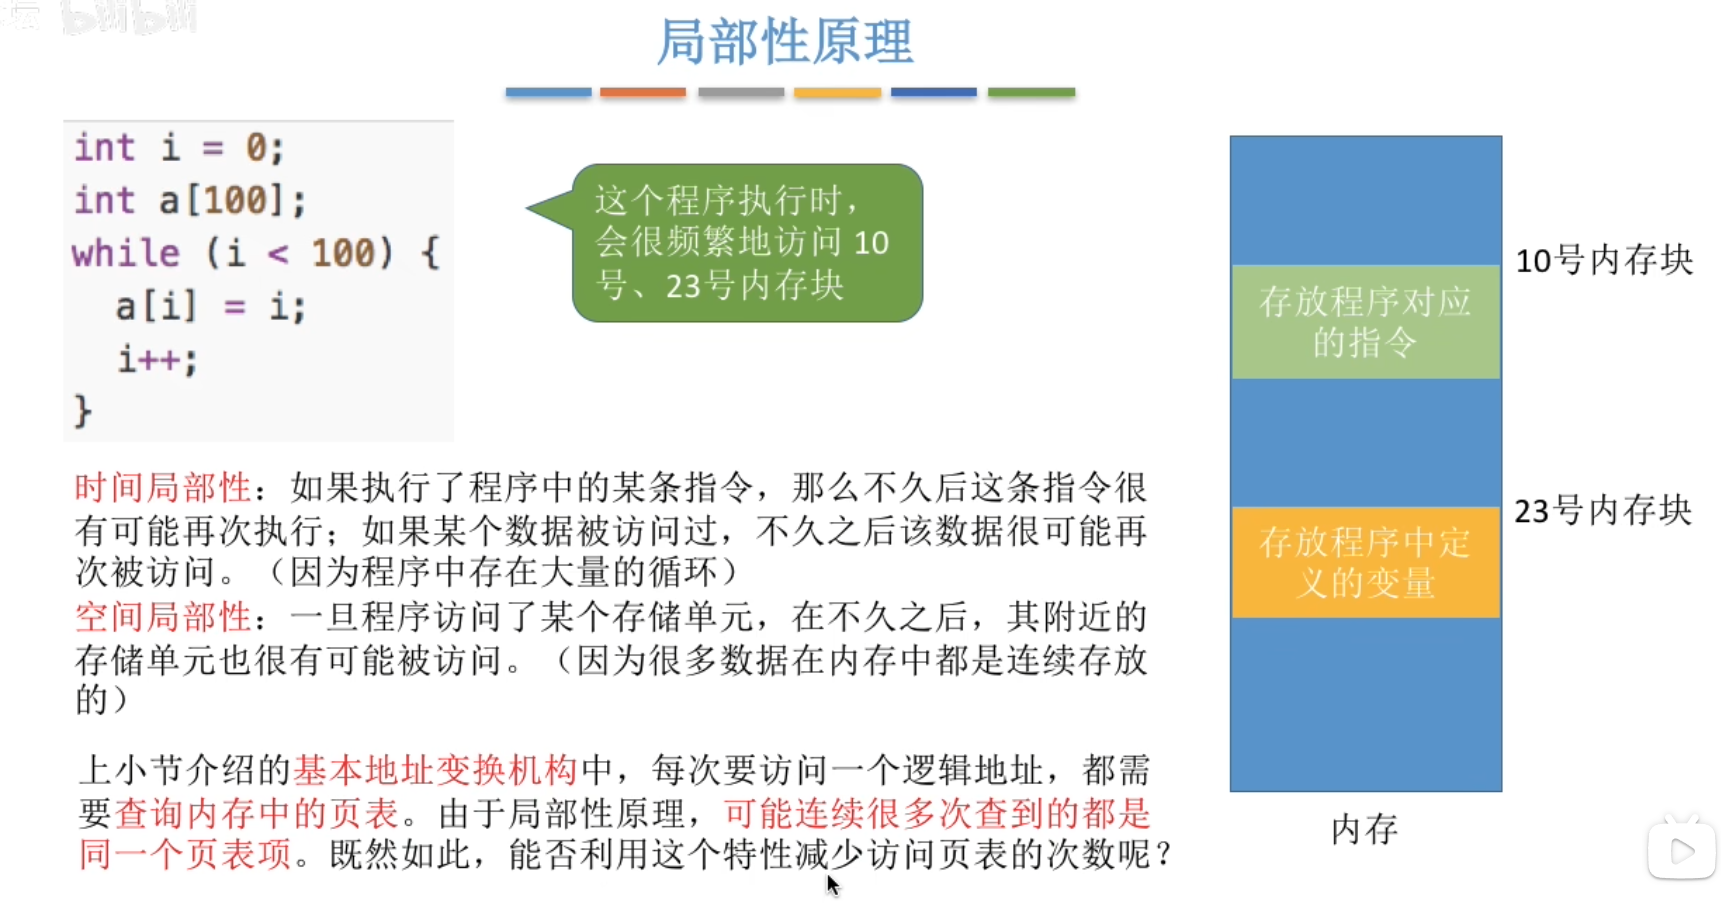 bilibili
局部性原理
int i = 0;
int a[100];
while (i < 100) {
a[i] = i;
i++;
}
这个程序执行时，
会很频繁地访问 10
号、23号内存块
10号内存块
存放程序对应
的指令
23号内存块
存放程序中定
义的变量
内存
时间局部性：如果执行了程序中的某条指令，那么不久后这条指令很
有可能再次执行；如果某个数据被访问过，不久之后该数据很可能再
次被访问。（因为程序中存在大量的循环）
空间局部性：一旦程序访问了某个存储单元，在不久之后，其附近的
存储单元也很有可能被访问。（因为很多数据在内存中都是连续存放
的）
上小节介绍的基本地址变换机构中，每次要访问一个逻辑地址，都需
要查询内存中的页表。由于局部性原理，可能连续很多次查到的都是
同一个页表项。既然如此，能否利用这个特性减少访问页表的次数呢？